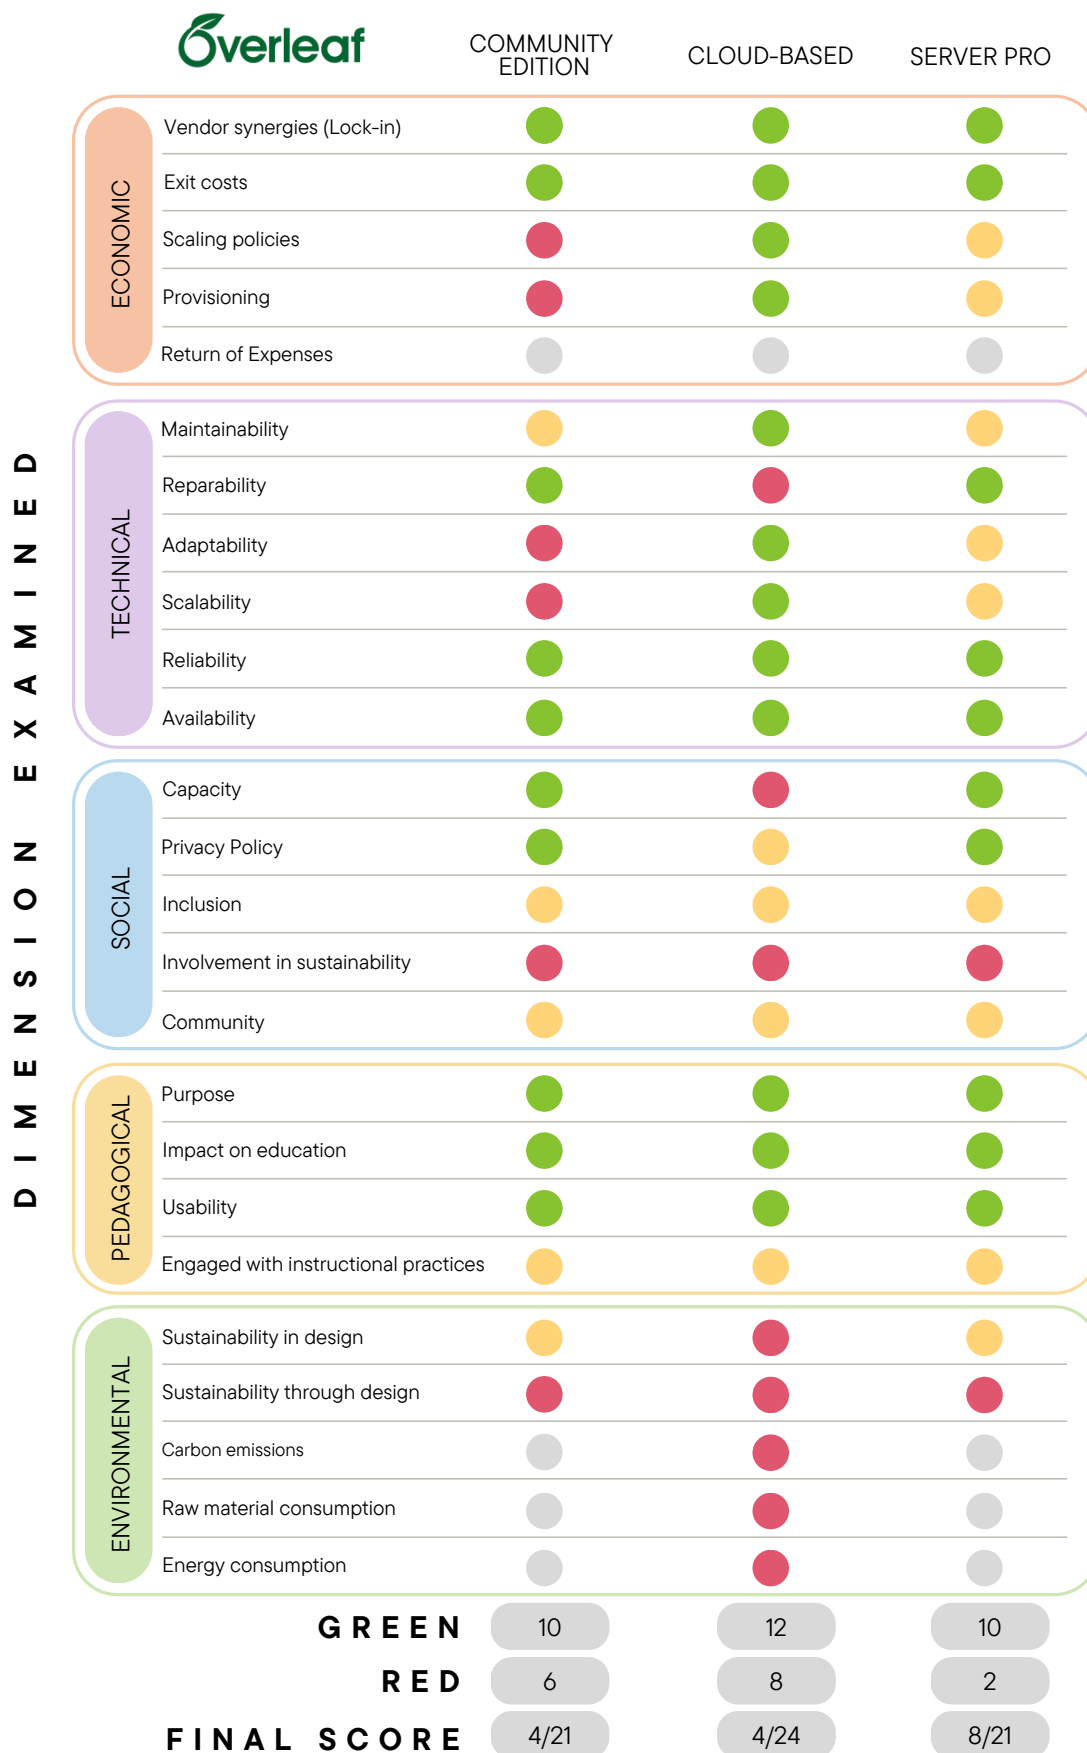 Overleaf
COMMUNITY
EDITION
CLOUD-BASED
SERVER PRO
DIMENSION EXAMINED
ECONOMIC
Vendor synergies (Lock-in)
Exit costs
Scaling policies
Provisioning
Return of Expenses
TECHNICAL
Maintainability
Reparability
Adaptability
Scalability
Reliability
Availability
SOCIAL
Capacity
Privacy Policy
Inclusion
Involvement in sustainability
Community
PEDAGOGICAL
Purpose
Impact on education
Usability
Engaged with instructional practices
ENVIRONMENTAL
Sustainability in design
Sustainability through design
Carbon emissions
Raw material consumption
Energy consumption
GREEN 10 12 10
RED 6 8 2
FINAL SCORE 4/21 4/24 8/21